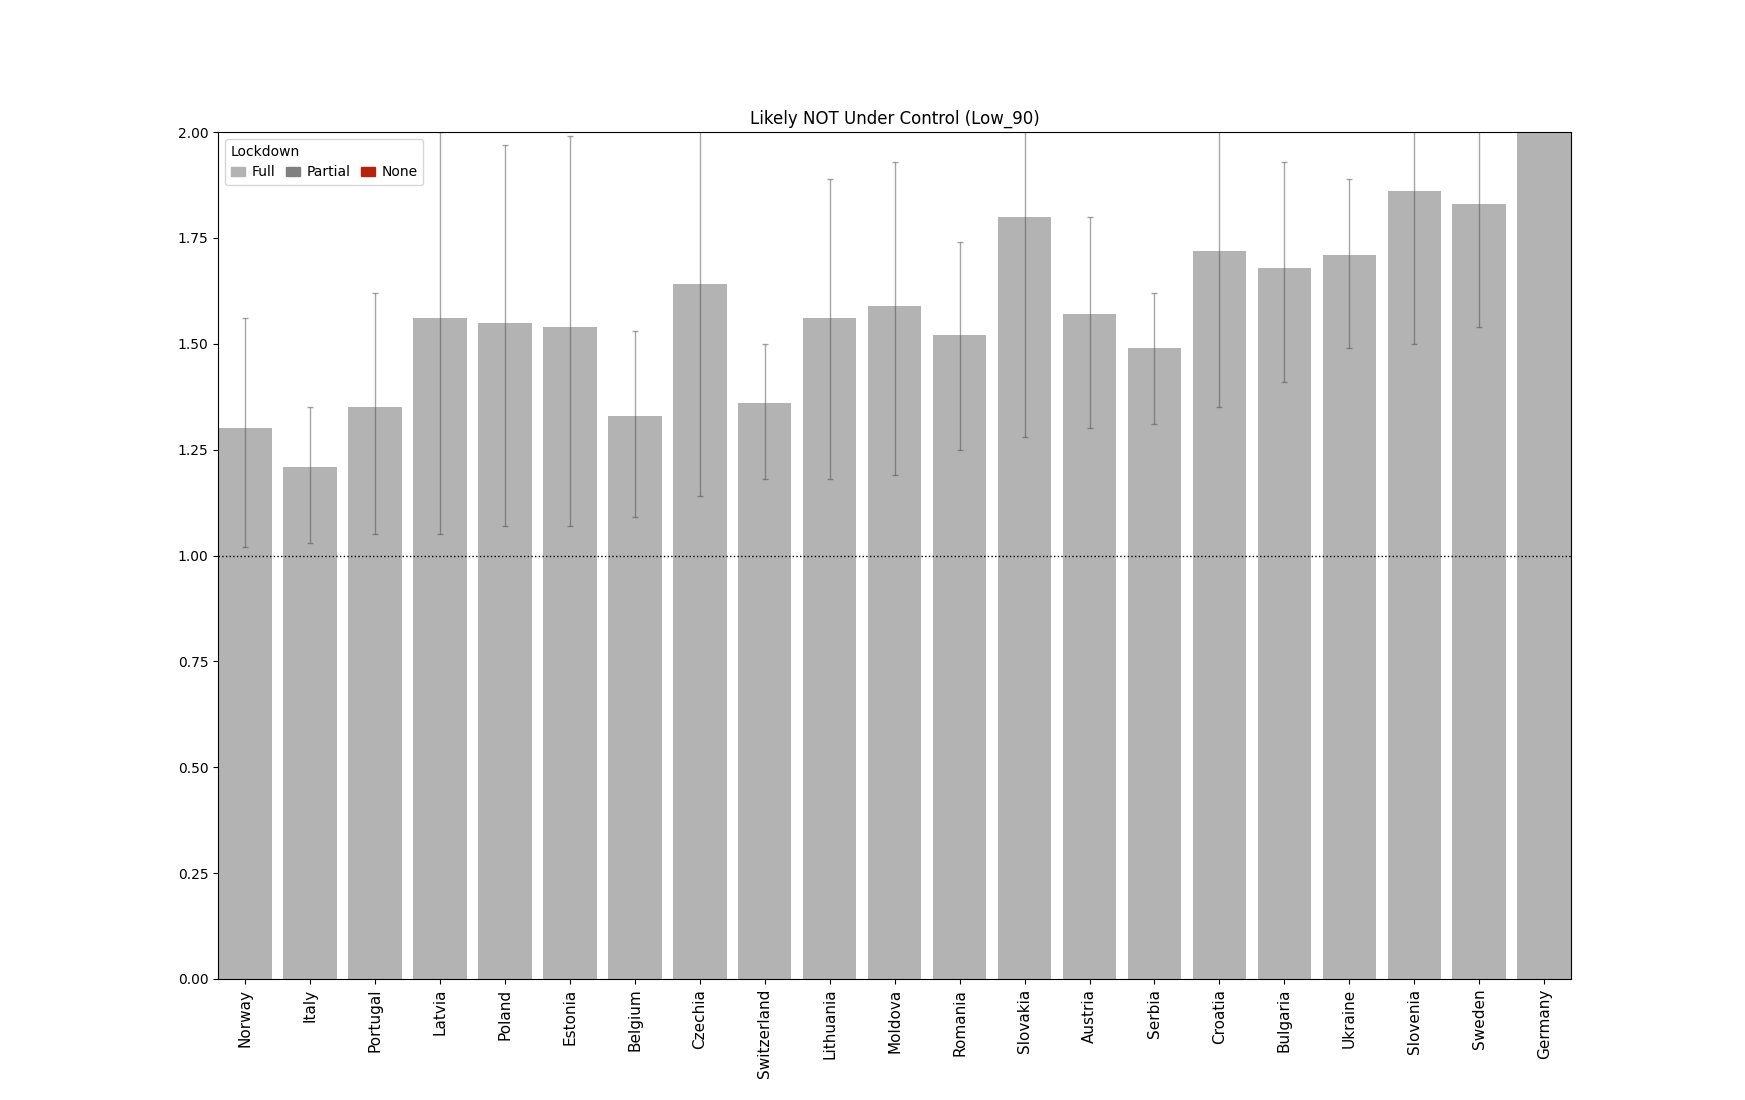 Likely NOT Under Control (Low_90)
Lockdown
Full Partial None
2.00
1.75
1.50
1.25
1.00
0.75
0.50
0.25
0.00
Norway
Italy
Portugal
Latvia
Poland
Estonia
Belgium
Czechia
Switzerland
Lithuania
Moldova
Romania
Slovakia
Austria
Serbia
Croatia
Bulgaria
Ukraine
Slovenia
Sweden
Germany